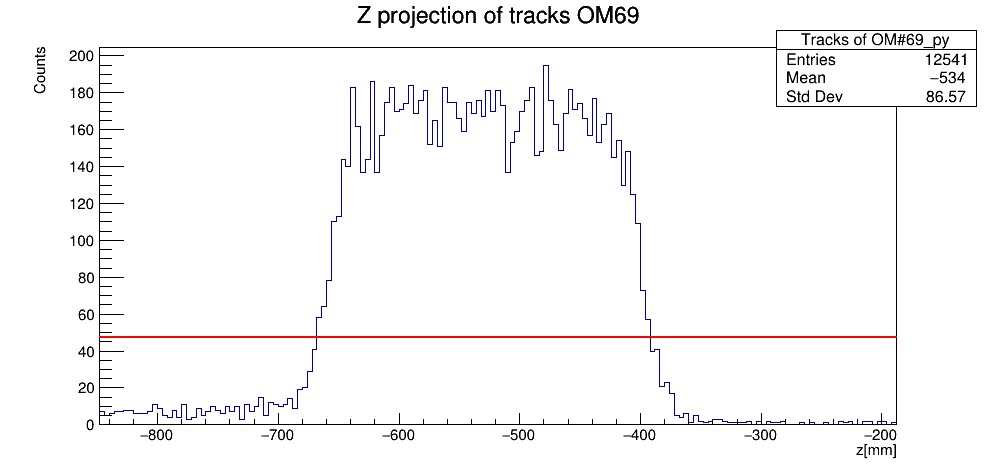 Z projection of tracks OM69
Tracks of OM#69_py
Entries 12541
Mean −534
Std Dev 86.57
Counts
200
180
160
140
120
100
80
60
40
20
0
−800 −700 −600 −500 −400 −300 −200
z[mm]